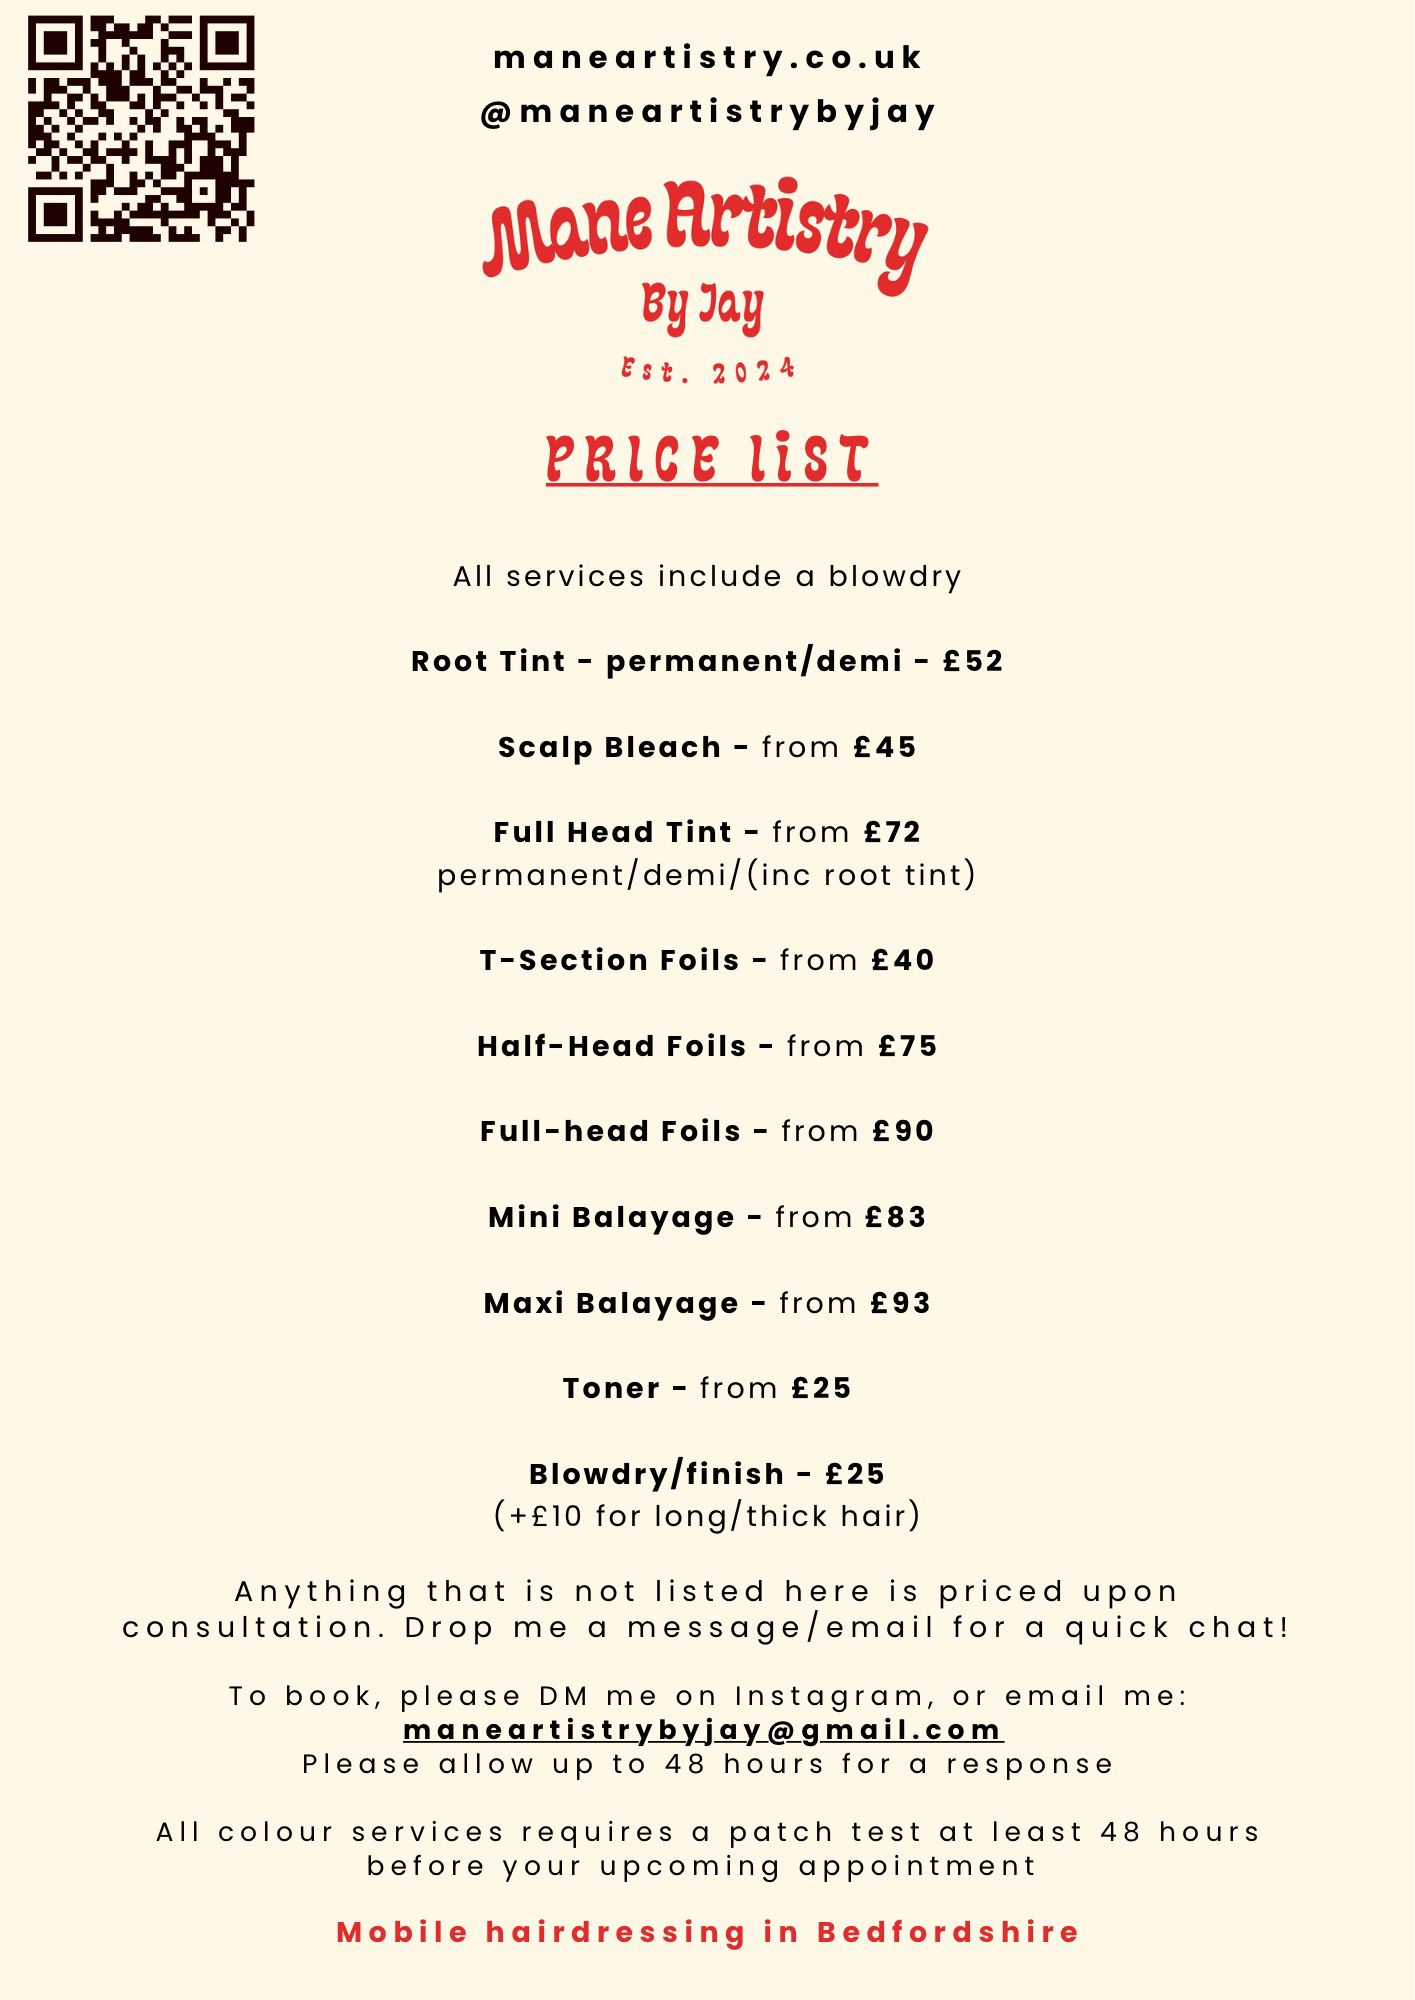 maneartistry.co.uk
@maneartistrybyjay
Mane Artistry
By Jay
Est. 2024
PRICE LIST
All services include a blowdry
Root Tint - permanent/demi - £52
Scalp Bleach - from £45
Full Head Tint - from £72
permanent/demi/(inc root tint)
T-Section Foils - from £40
Half-Head Foils - from £75
Full-head Foils - from £90
Mini Balayage - from £83
Maxi Balayage - from £93
Toner - from £25
Blowdry/finish - £25
(+£10 for long/thick hair)
Anything that is not listed here is priced upon
consultation. Drop me a message/email for a quick chat!
To book, please DM me on Instagram, or email me:
maneartistrybyjay@gmail.com
Please allow up to 48 hours for a response
All colour services requires a patch test at least 48 hours
before your upcoming appointment
Mobile hairdressing in Bedfordshire